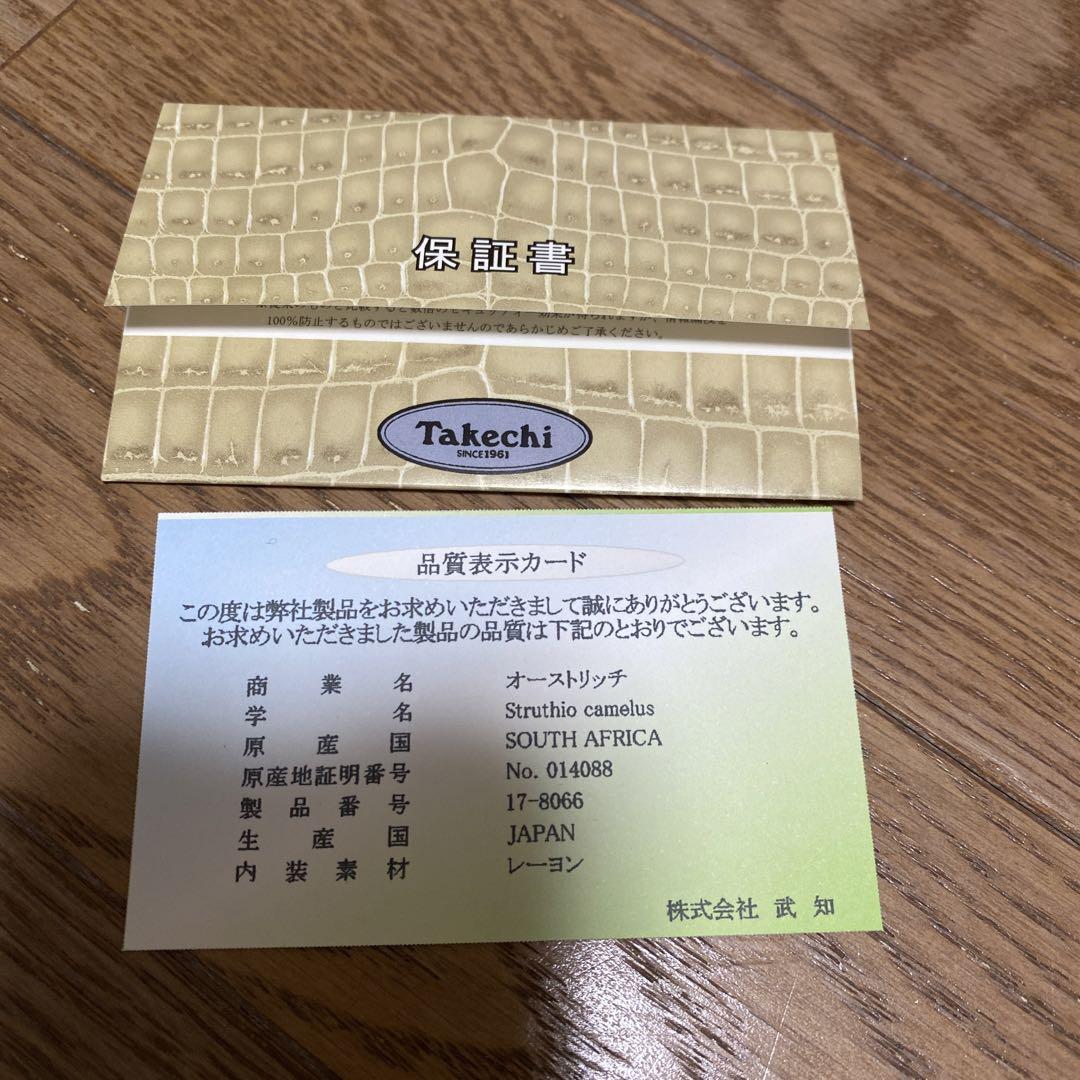 保証書
100%防止するものではございませんのであらかじめご了承ください。
Takechi
SINCE1961
品質表示カード
この度は弊社製品をお求めいただきまして誠にありがとうございます。
お求めいただきました製品の品質は下記のとおりでございます。
商業名 オーストリッチ
学名 Struthio camelus
原産国 SOUTH AFRICA
原産地証明番号 No. 014088
製品番号 17-8066
生産国 JAPAN
内装素材 レーヨン
株式会社 武知